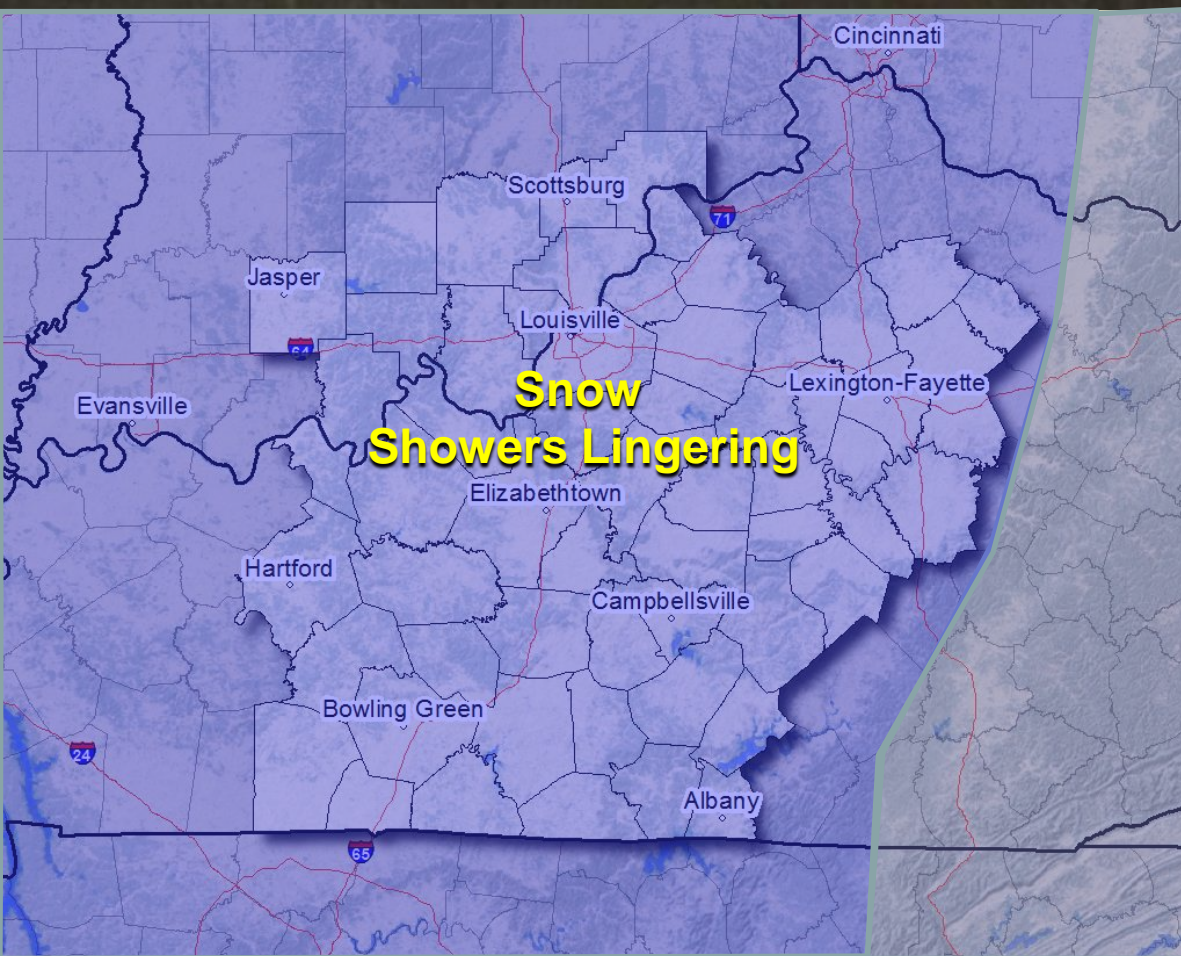 Cincinnati
Scottsburg
71
Jasper
Louisville
64
Snow
Lexington-Fayette
Evansville
Showers Lingering
Elizabethtown
Hartford
Campbellsville
Bowling Green
24
Albany
65